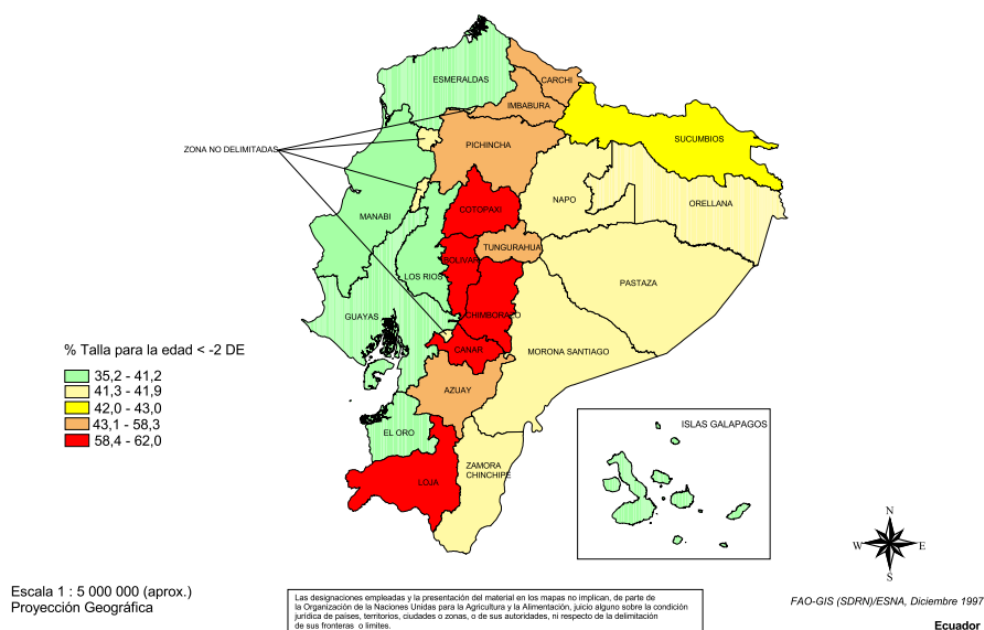 ESMERALDAS
CARCHI
IMBABURA
ZONA NO DELIMITADAS
PICHINCHA
SUCUMBIOS
NAPO
ORELLANA
COTOPAXI
MANABI
TUNGURAHUA
BOLIVAR
LOS RIOS
PASTAZA
GUAYAS
CHIMBORAZO
CANAR
MORONA SANTIAGO
AZUAY
EL ORO
ZAMORA
CHINCHIPE
LOJA
% Talla para la edad < -2 DE
35,2 - 41,2
41,3 - 41,9
42,0 - 43,0
43,1 - 58,3
58,4 - 62,0
ISLAS GALAPAGOS
N
W E
S
Escala 1 : 5 000 000 (aprox.)
Proyección Geográfica
Las designaciones empleadas y la presentación del material en los mapas no implican, de parte de
la Organización de la Naciones Unidas para la Agricultura y la Alimentación, juicio alguno sobre la condición
jurídica de países, territorios, ciudades o zonas, o de sus autoridades, ni respecto de la delimitación
de sus fronteras o limites.
FAO-GIS (SDRN)/ESNA, Diciembre 1997
Ecuador